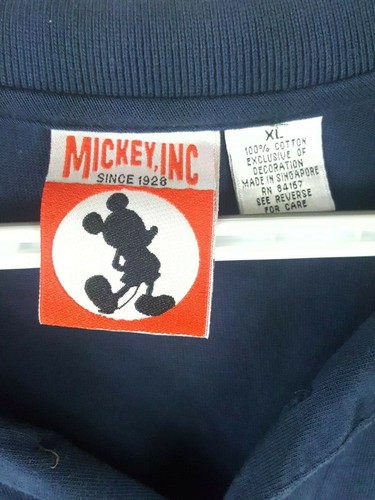 MICKEY, INC
SINCE 1928
XL
100% COTTON
EXCLUSIVE OF
DECORATION
MADE IN SINGAPORE
RN 84167
SEE REVERSE
FOR CARE